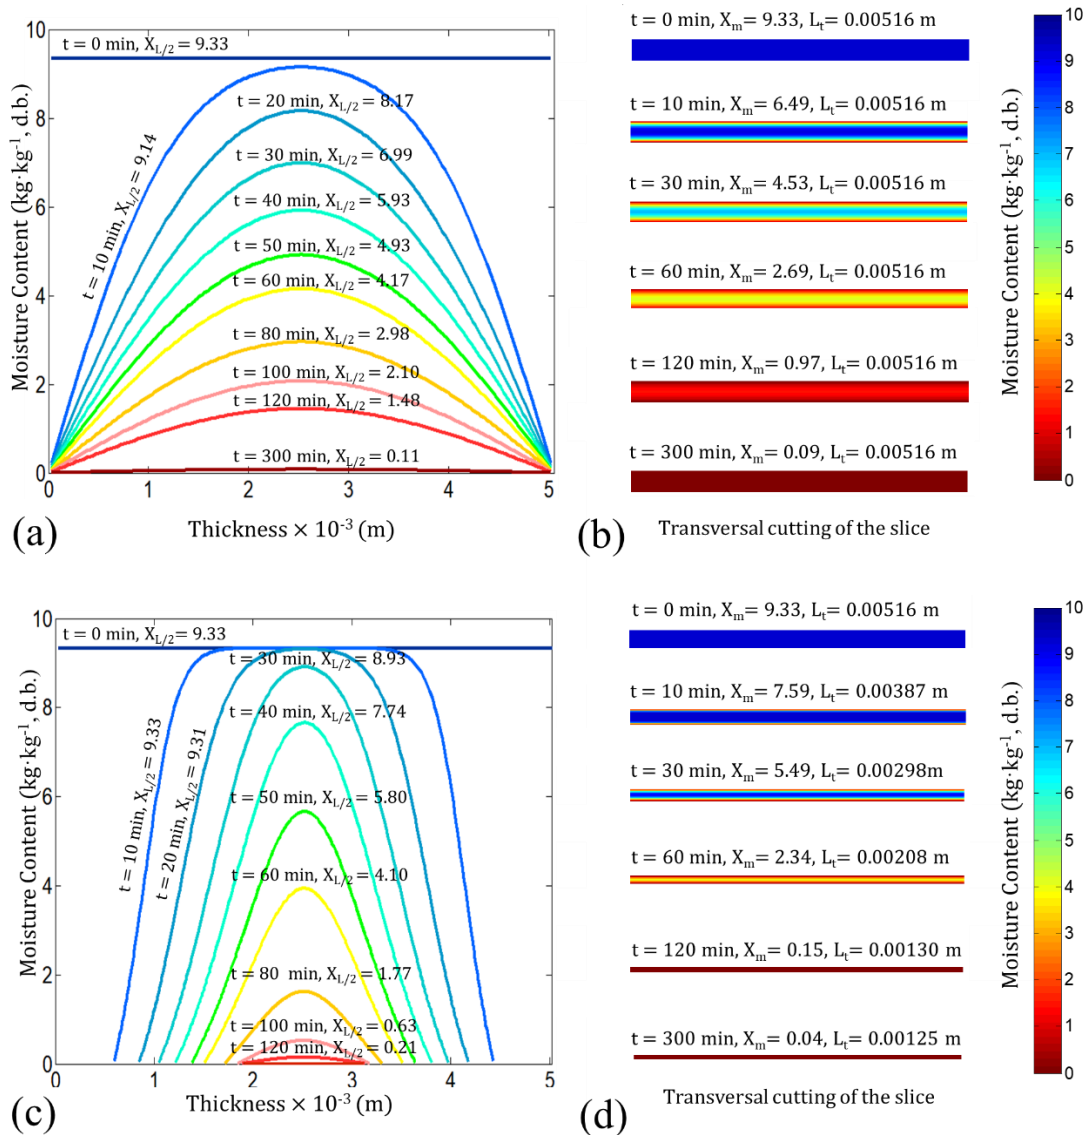 10
8
6
4
2
0
Moisture Content (kg·kg⁻¹, d.b.)
t = 0 min, X_L/2 = 9.33
t = 10 min, X_L/2 = 9.14
t = 20 min, X_L/2 = 8.17
t = 30 min, X_L/2 = 6.99
t = 40 min, X_L/2 = 5.93
t = 50 min, X_L/2 = 4.93
t = 60 min, X_L/2 = 4.17
t = 80 min, X_L/2 = 2.98
t = 100 min, X_L/2 = 2.10
t = 120 min, X_L/2 = 1.48
t = 300 min, X_L/2 = 0.11
0 1 2 3 4 5
Thickness × 10⁻³ (m)
(a)
t = 0 min, X_m = 9.33, L_t = 0.00516 m
t = 10 min, X_m = 6.49, L_t = 0.00516 m
t = 30 min, X_m = 4.53, L_t = 0.00516 m
t = 60 min, X_m = 2.69, L_t = 0.00516 m
t = 120 min, X_m = 0.97, L_t = 0.00516 m
t = 300 min, X_m = 0.09, L_t = 0.00516 m
Transversal cutting of the slice
(b)
Moisture Content (kg·kg⁻¹, d.b.)
10
9
8
7
6
5
4
3
2
1
0
10
8
6
4
2
0
Moisture Content (kg·kg⁻¹, d.b.)
t = 0 min, X_L/2 = 9.33
t = 10 min, X_L/2 = 9.33
t = 20 min, X_L/2 = 9.31
t = 30 min, X_L/2 = 8.93
t = 40 min, X_L/2 = 7.74
t = 50 min, X_L/2 = 5.80
t = 60 min, X_L/2 = 4.10
t = 80 min, X_L/2 = 1.77
t = 100 min, X_L/2 = 0.63
t = 120 min, X_L/2 = 0.21
0 1 2 3 4 5
Thickness × 10⁻³ (m)
(c)
t = 0 min, X_m = 9.33, L_t = 0.00516 m
t = 10 min, X_m = 7.59, L_t = 0.00387 m
t = 30 min, X_m = 5.49, L_t = 0.00298m
t = 60 min, X_m = 2.34, L_t = 0.00208 m
t = 120 min, X_m = 0.15, L_t = 0.00130 m
t = 300 min, X_m = 0.04, L_t = 0.00125 m
Transversal cutting of the slice
(d)
Moisture Content (kg·kg⁻¹, d.b.)
10
9
8
7
6
5
4
3
2
1
0